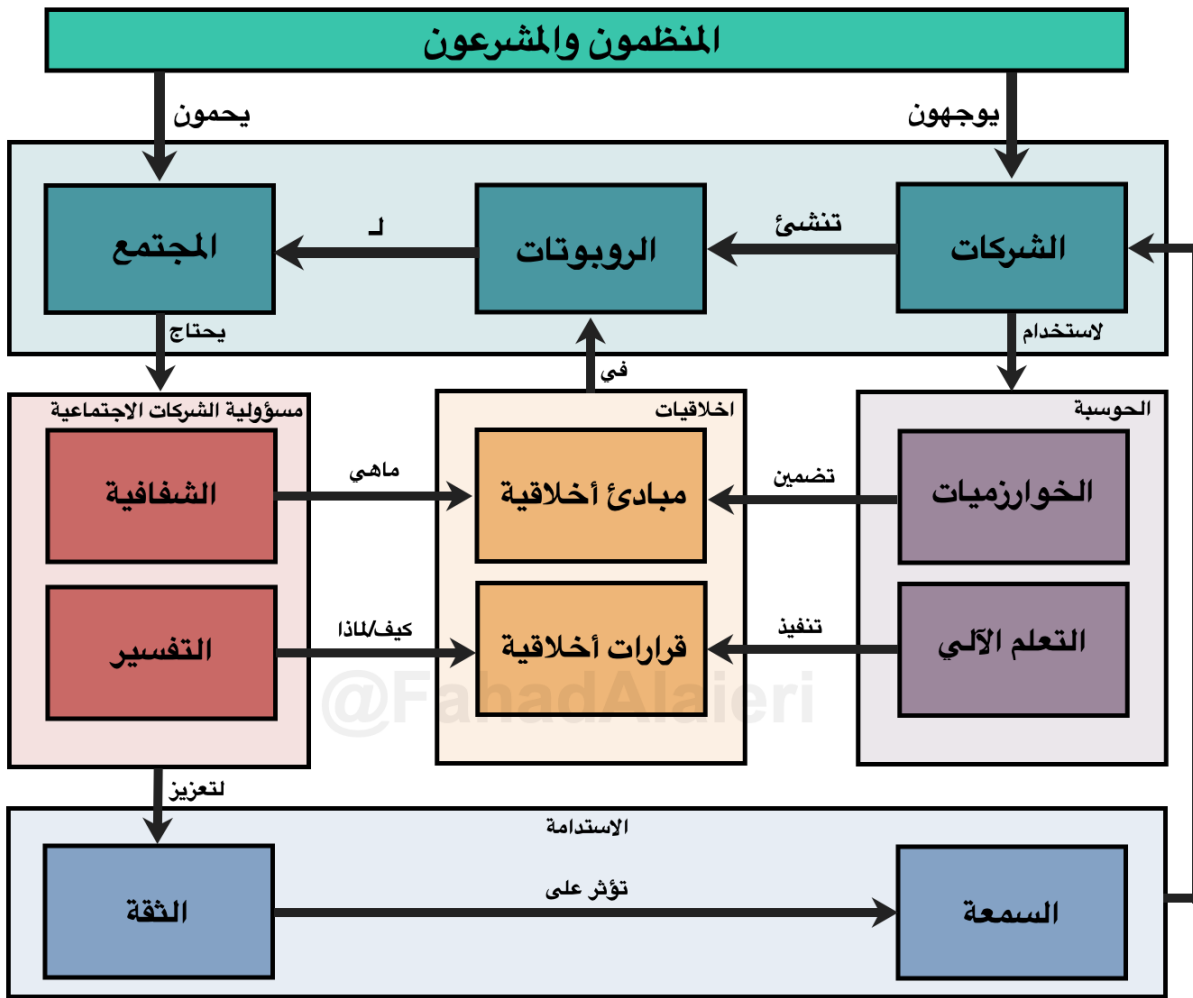 المنظمون والمشرعون
يوجهون
يحمون
الشركات
تنشئ
الروبوتات
لـ
المجتمع
لاستخدام
في
يحتاج
الحوسبة
اخلاقيات
مسؤولية الشركات الاجتماعية
الخوارزميات
تضمين
مبادئ أخلاقية
ماهي
الشفافية
التعلم الآلي
تنفيذ
قرارات أخلاقية
كيف/لماذا
التفسير
@FahadAlaieri
لتعزيز
الاستدامة
السمعة
تؤثر على
الثقة